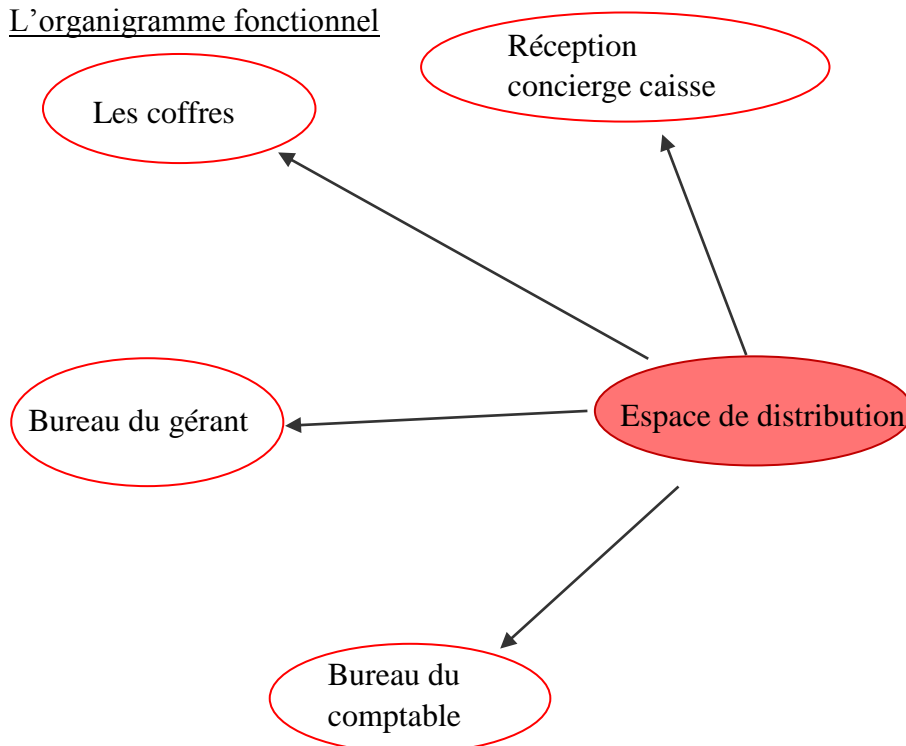 L'organigramme fonctionnel
Réception
concierge caisse
Les coffres
Bureau du gérant
Espace de distribution
Bureau du
comptable